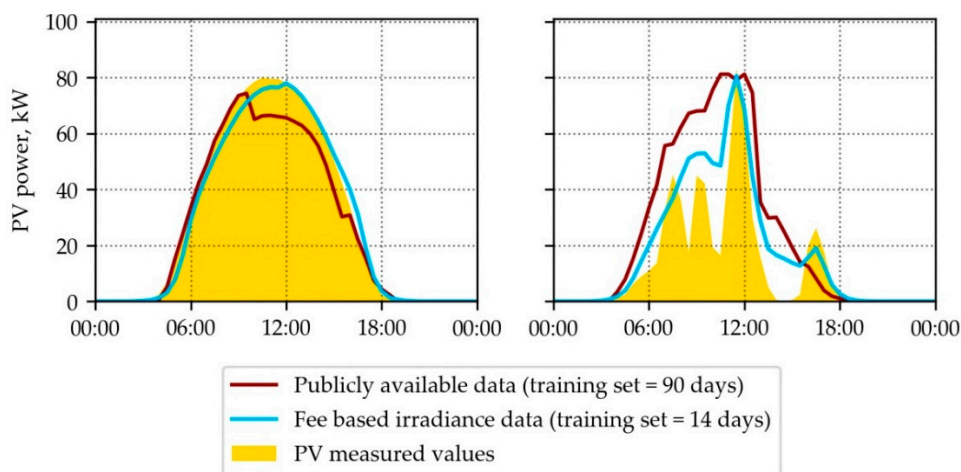 100
80
60
40
20
0
PV power, kW
00:00 06:00 12:00 18:00 00:00
00:00 06:00 12:00 18:00 00:00
Publicly available data (training set = 90 days)
Fee based irradiance data (training set = 14 days)
PV measured values